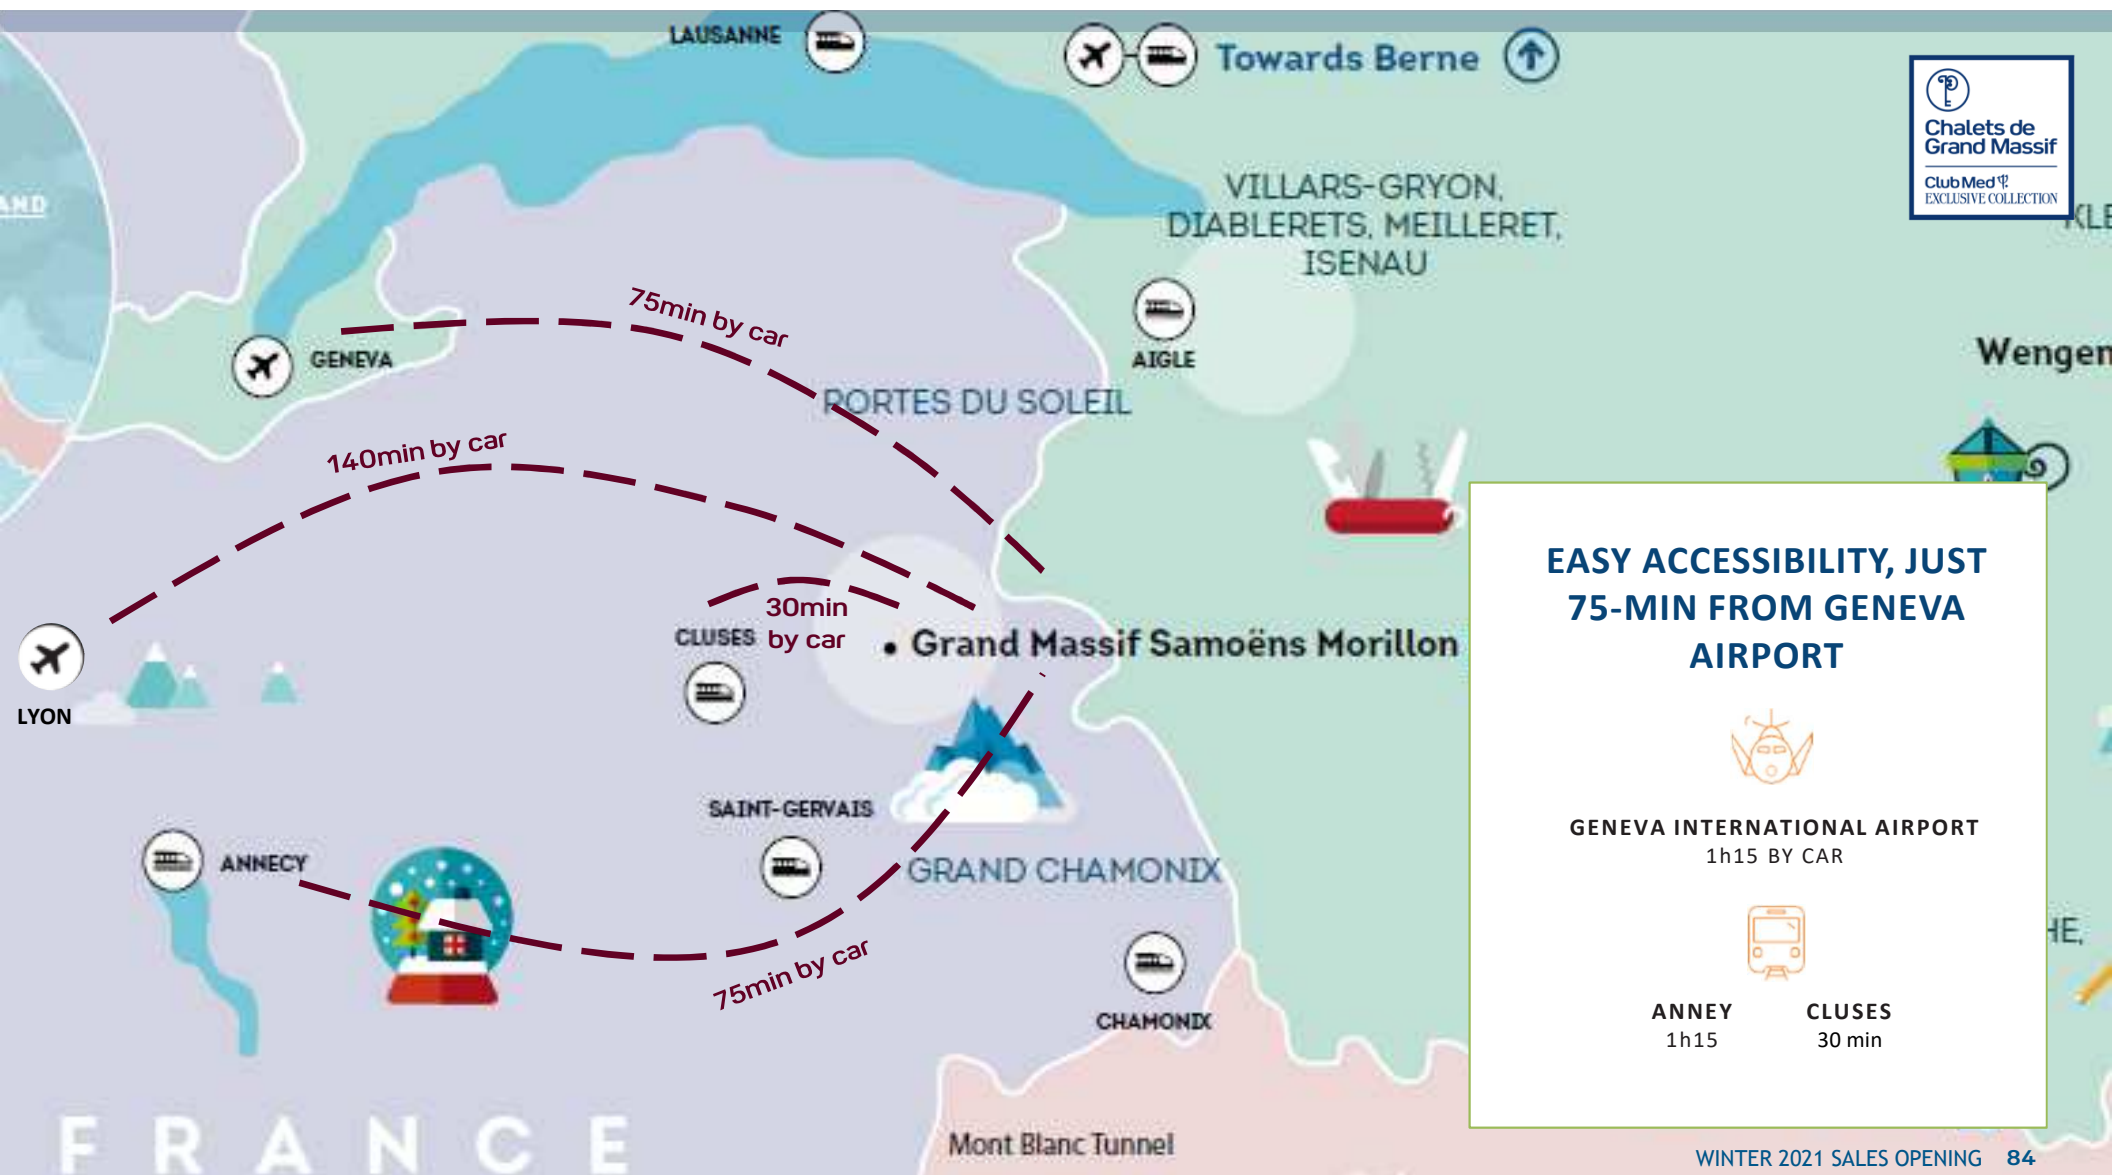 LAUSANNE
Towards Berne
Chalets de
Grand Massif
Club Med
EXCLUSIVE COLLECTION
VILLARS-GRYON,
DIABLERETS, MEILLERET,
ISENAU
AND
KLE
75min by car
GENEVA
AIGLE
Wengen
PORTES DU SOLEIL
140min by car
30min
by car
CLUSES
Grand Massif Samoëns Morillon
LYON
SAINT-GERVAIS
ANNECY
GRAND CHAMONIX
75min by car
CHAMONIX
FRANCE
Mont Blanc Tunnel
EASY ACCESSIBILITY, JUST
75-MIN FROM GENEVA
AIRPORT
GENEVA INTERNATIONAL AIRPORT
1h15 BY CAR
ANNEY CLUSES
1h15 30 min
HE,
WINTER 2021 SALES OPENING 84